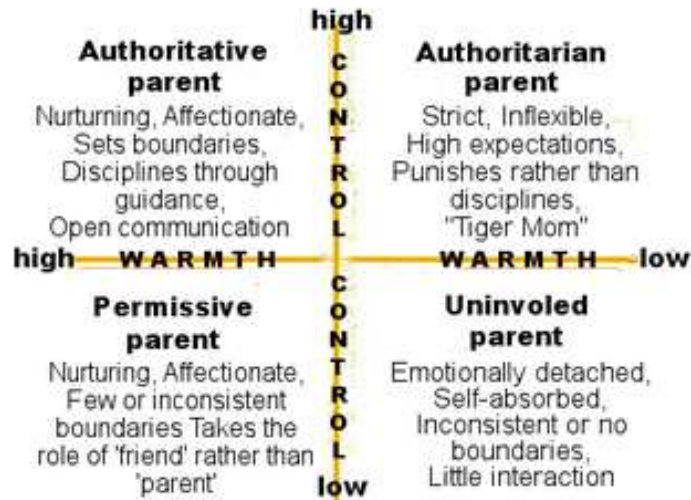 high
Authoritative
parent
Nurturning, Affectionate,
Sets boundaries,
Disciplines through
guidance,
Open communication
CONTROL
Authoritarian
parent
Strict, Inflexible,
High expectations,
Punishes rather than
disciplines,
"Tiger Mom"
high WARMTH WARMTH low
Permissive
parent
Nurturing, Affectionate,
Few or inconsistent
boundaries Takes the
role of 'friend' rather than
'parent'
CONTROL
Uninvoled
parent
Emotionally detached,
Self-absorbed,
Inconsistent or no
boundaries,
Little interaction
low